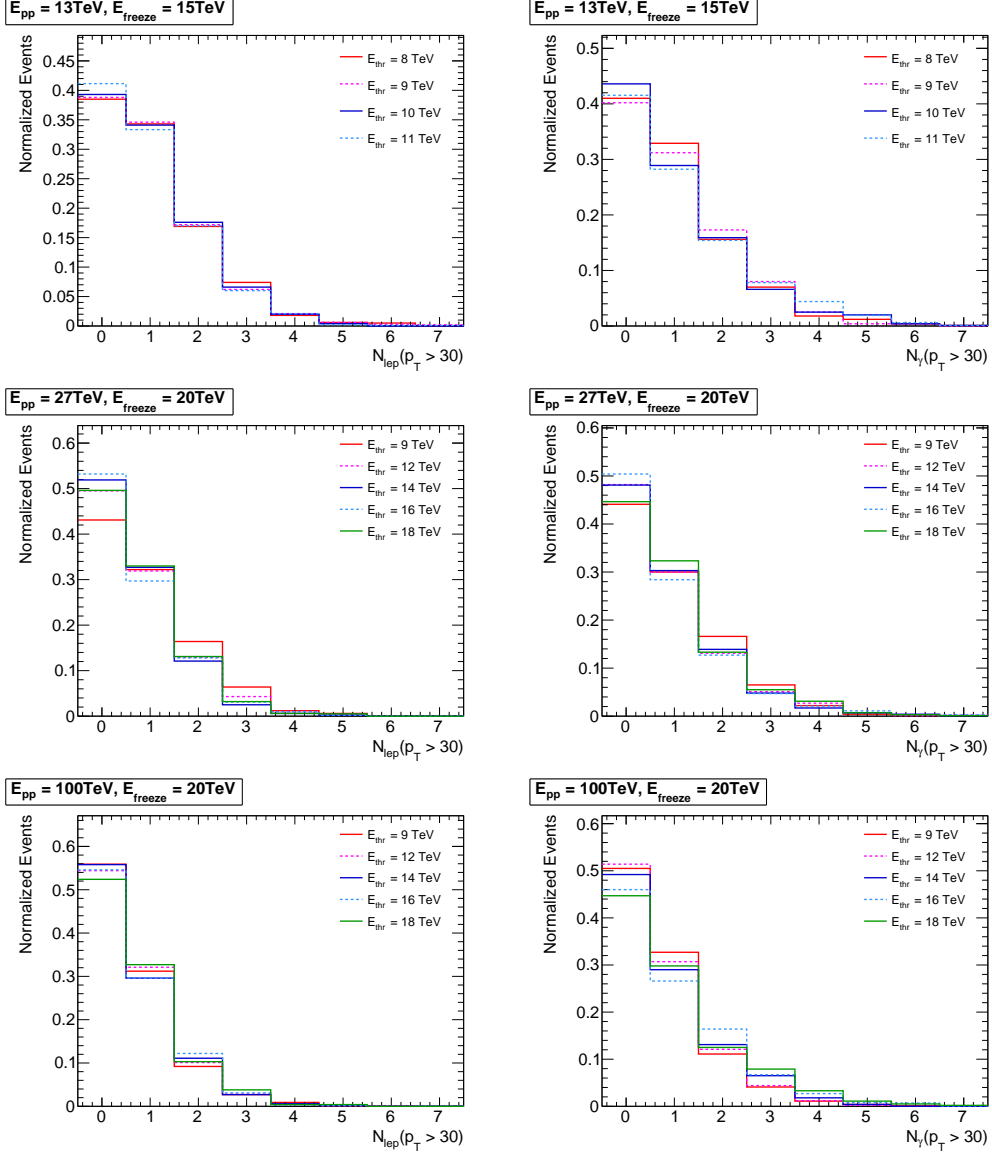 E_pp = 13TeV, E_freeze = 15TeV
Normalized Events
0.45
0.4
0.35
0.3
0.25
0.2
0.15
0.1
0.05
0
E_thr = 8 TeV
E_thr = 9 TeV
E_thr = 10 TeV
E_thr = 11 TeV
0 1 2 3 4 5 6 7
N_lep(p_T > 30)
E_pp = 13TeV, E_freeze = 15TeV
Normalized Events
0.5
0.4
0.3
0.2
0.1
0
E_thr = 8 TeV
E_thr = 9 TeV
E_thr = 10 TeV
E_thr = 11 TeV
0 1 2 3 4 5 6 7
N_γ(p_T > 30)
E_pp = 27TeV, E_freeze = 20TeV
Normalized Events
0.6
0.5
0.4
0.3
0.2
0.1
0
E_thr = 9 TeV
E_thr = 12 TeV
E_thr = 14 TeV
E_thr = 16 TeV
E_thr = 18 TeV
0 1 2 3 4 5 6 7
N_lep(p_T > 30)
E_pp = 27TeV, E_freeze = 20TeV
Normalized Events
0.6
0.5
0.4
0.3
0.2
0.1
0
E_thr = 9 TeV
E_thr = 12 TeV
E_thr = 14 TeV
E_thr = 16 TeV
E_thr = 18 TeV
0 1 2 3 4 5 6 7
N_γ(p_T > 30)
E_pp = 100TeV, E_freeze = 20TeV
Normalized Events
0.6
0.5
0.4
0.3
0.2
0.1
0
E_thr = 9 TeV
E_thr = 12 TeV
E_thr = 14 TeV
E_thr = 16 TeV
E_thr = 18 TeV
0 1 2 3 4 5 6 7
N_lep(p_T > 30)
E_pp = 100TeV, E_freeze = 20TeV
Normalized Events
0.6
0.5
0.4
0.3
0.2
0.1
0
E_thr = 9 TeV
E_thr = 12 TeV
E_thr = 14 TeV
E_thr = 16 TeV
E_thr = 18 TeV
0 1 2 3 4 5 6 7
N_γ(p_T > 30)